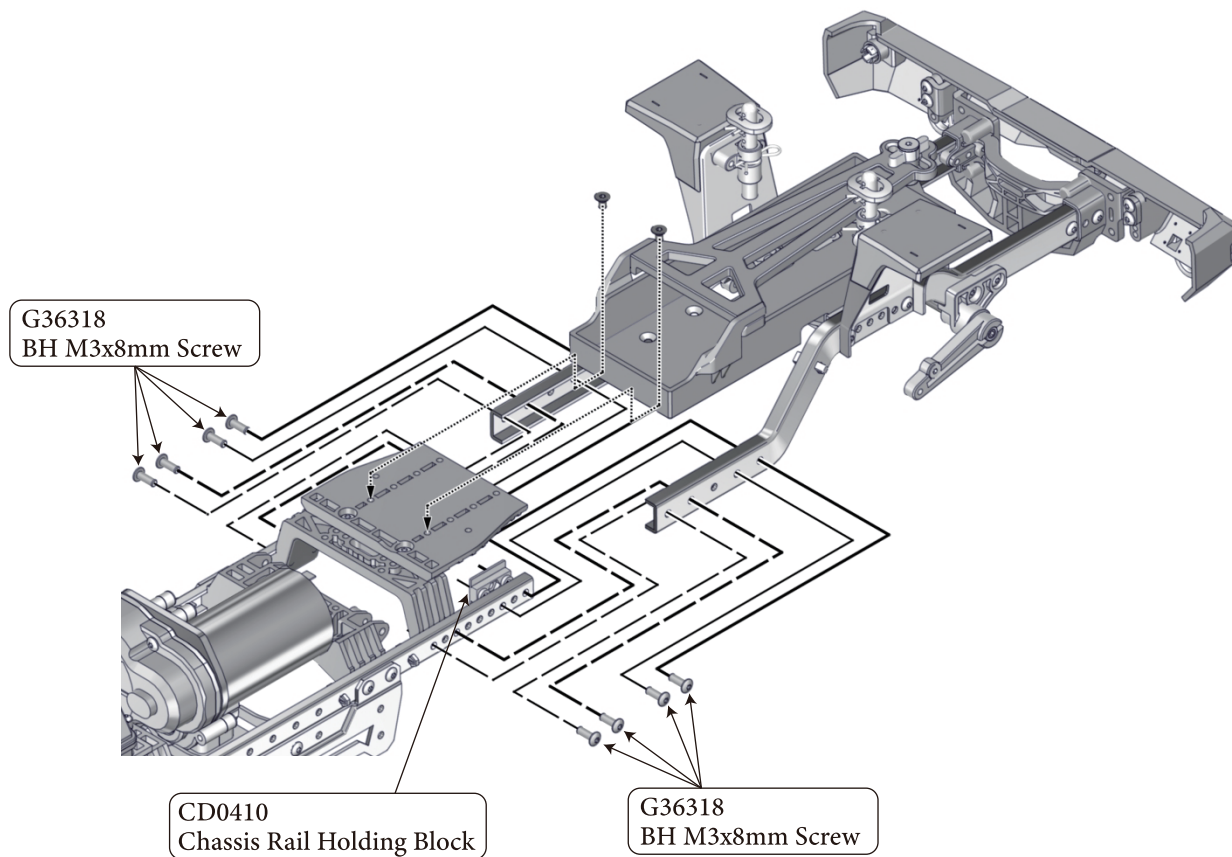 G36318
BH M3x8mm Screw
CD0410
Chassis Rail Holding Block
G36318
BH M3x8mm Screw